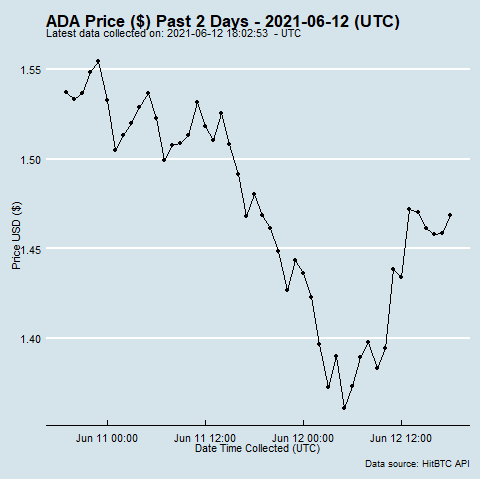 ADA Price ($) Past 2 Days - 2021-06-12 (UTC)
Latest data collected on: 2021-06-12 18:02:53  - UTC
1.55
1.50
1.45
1.40
Price USD ($)
Jun 11 00:00
Jun 11 12:00
Jun 12 00:00
Jun 12 12:00
Date Time Collected (UTC)
Data source: HitBTC API